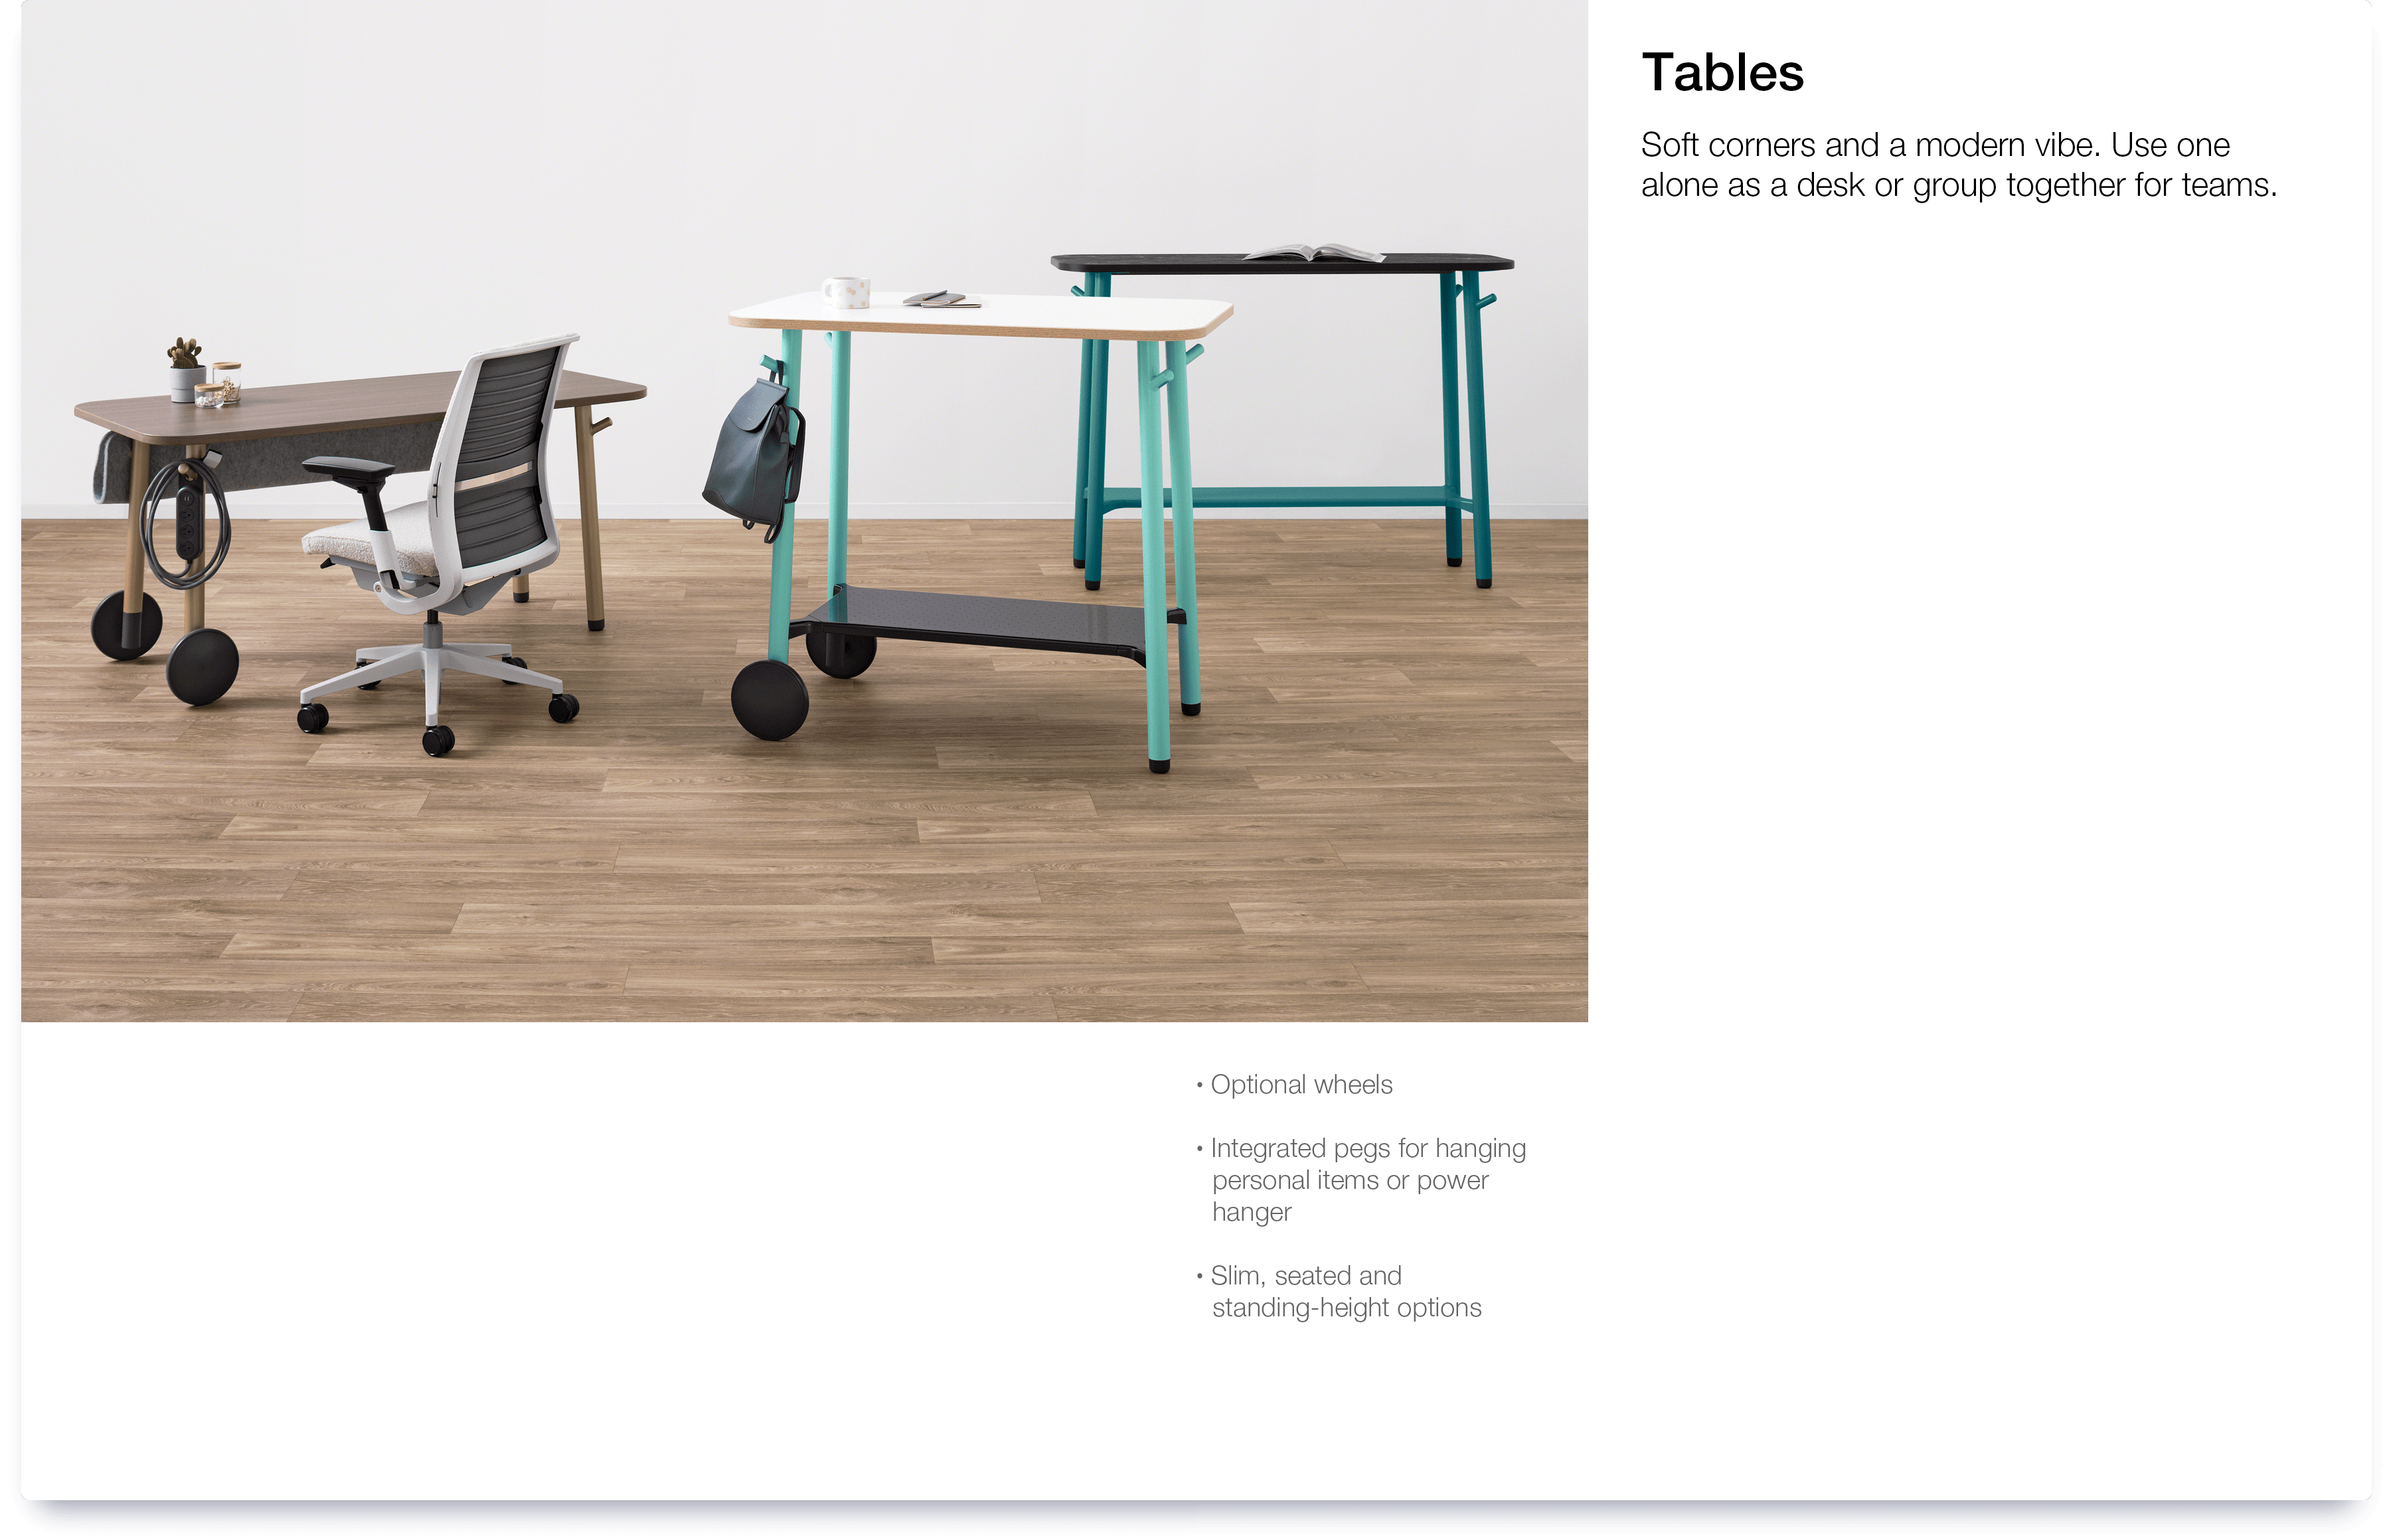 Tables
Soft corners and a modern vibe. Use one
alone as a desk or group together for teams.
• Optional wheels
• Integrated pegs for hanging
personal items or power
hanger
• Slim, seated and
standing-height options